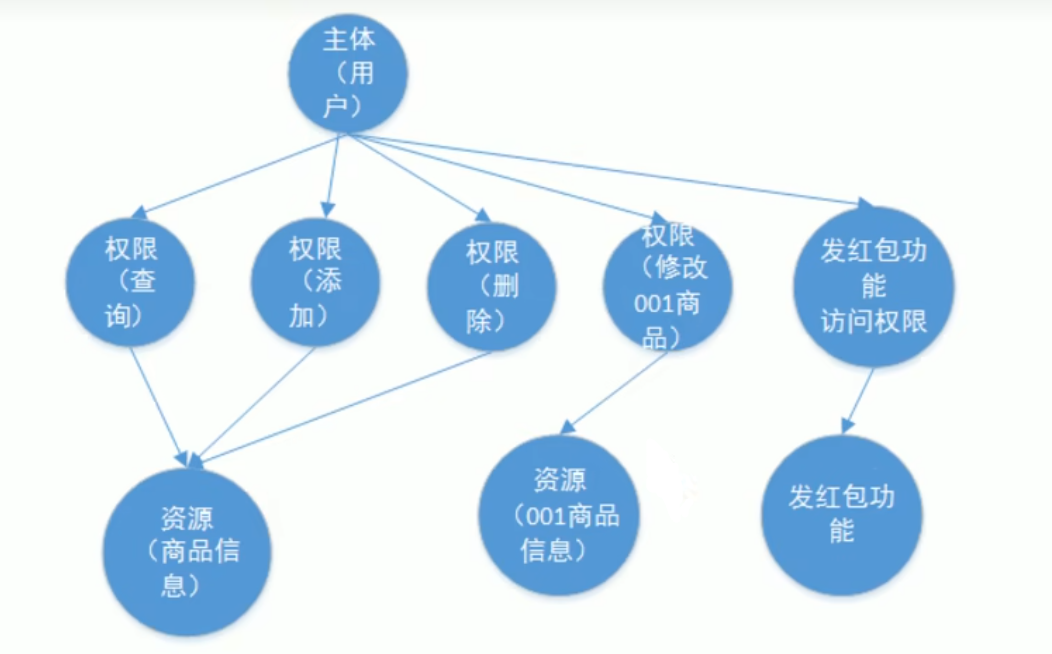 主体
（用
户）
权限
（查
询）
权限
（添
加）
权限
（删
除）
权限
（修改
001商
品）
发红包功
能
访问权限
资源
（商品信
息）
资源
（001商品
信息）
发红包功
能